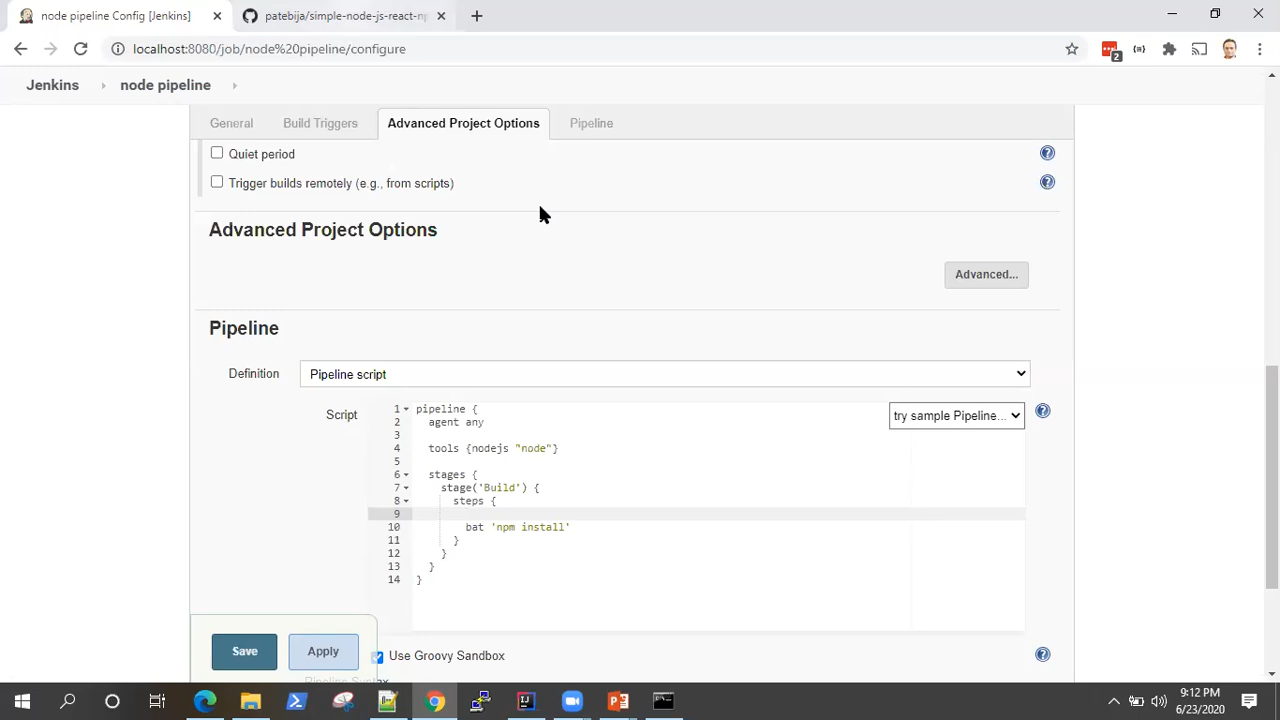 node pipeline Config [Jenkins]
patebija/simple-node-js-react-np
localhost:8080/job/node%20pipeline/configure
2
Jenkins
node pipeline
General
Build Triggers
Advanced Project Options
Pipeline
Quiet period
Trigger builds remotely (e.g., from scripts)
Advanced Project Options
Advanced...
Pipeline
Definition
Pipeline script
Script
try sample Pipeline...
1 pipeline {
2 agent any
3
4 tools {nodejs "node"}
5
6 stages {
7 stage('Build') {
8 steps {
9
10 bat 'npm install'
11 }
12 }
13 }
14 }
Save
Apply
Use Groovy Sandbox
Pipeline Syntax
9:12 PM
6/23/2020